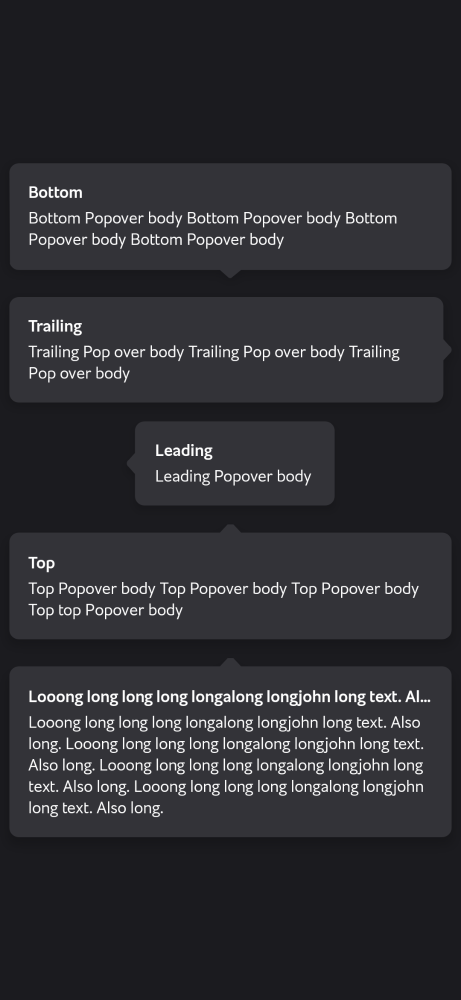 Bottom
Bottom Popover body Bottom Popover body Bottom
Popover body Bottom Popover body
Trailing
Trailing Pop over body Trailing Pop over body Trailing
Pop over body
Leading
Leading Popover body
Top
Top Popover body Top Popover body Top Popover body
Top top Popover body
Looong long long long longalong longjohn long text. Al...
Looong long long long longalong longjohn long text. Also
long. Looong long long long longalong longjohn long text.
Also long. Looong long long long longalong longjohn long
text. Also long. Looong long long long longalong longjohn
long text. Also long.